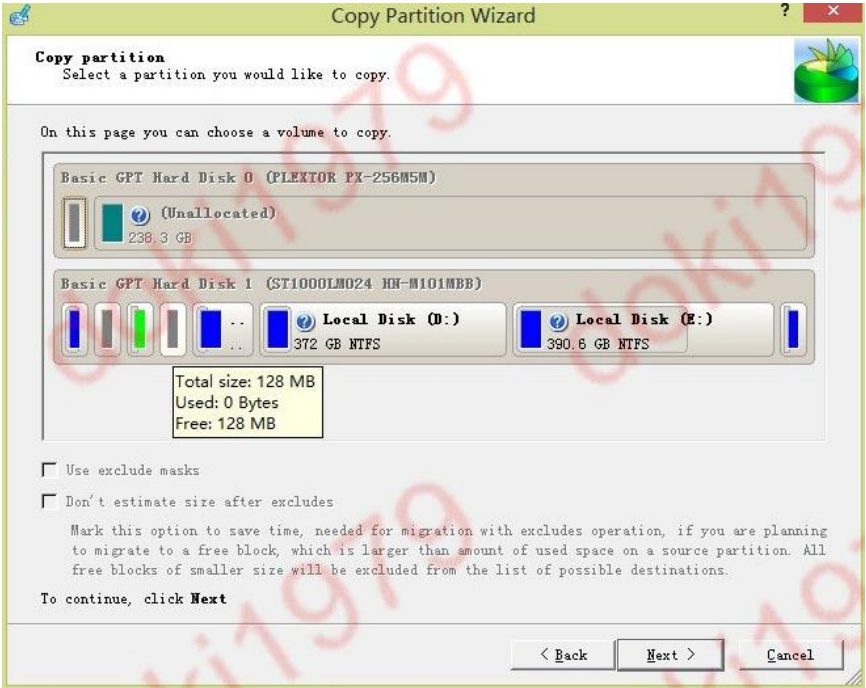 Copy Partition Wizard
?
×
Copy partition
Select a partition you would like to copy.
On this page you can choose a volume to copy.
Basic GPT Hard Disk 0 (PLEXTOR PX-256M5M)
(Unallocated)
238.3 GB
Basic GPT Hard Disk 1 (ST1000LM024 HN-M101MBB)
..
..
Local Disk (D:)
372 GB NTFS
Local Disk (E:)
390.6 GB NTFS
Total size: 128 MB
Used: 0 Bytes
Free: 128 MB
Use exclude masks
Don't estimate size after excludes
Mark this option to save time, needed for migration with excludes operation, if you are planning
to migrate to a free block, which is larger than amount of used space on a source partition. All
free blocks of smaller size will be excluded from the list of possible destinations.
To continue, click Next
< Back
Next >
Cancel
doki1979
doki1979
doki1979
doki1979